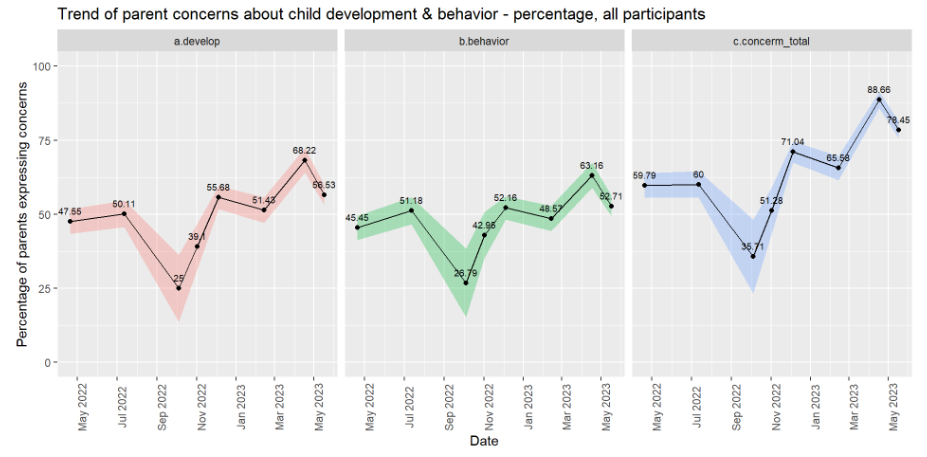 Trend of parent concerns about child development & behavior - percentage, all participants
a.develop
b.behavior
c.concerm_total
Percentage of parents expressing concerns
100
75
50
25
0
47.55
50.11
25
39.1
55.68
51.43
68.22
56.53
45.45
51.18
26.79
42.95
52.16
48.57
63.16
52.71
59.79
60
35.71
51.28
71.04
65.58
88.66
78.45
May 2022
Jul 2022
Sep 2022
Nov 2022
Jan 2023
Mar 2023
May 2023
May 2022
Jul 2022
Sep 2022
Nov 2022
Jan 2023
Mar 2023
May 2023
May 2022
Jul 2022
Sep 2022
Nov 2022
Jan 2023
Mar 2023
May 2023
Date